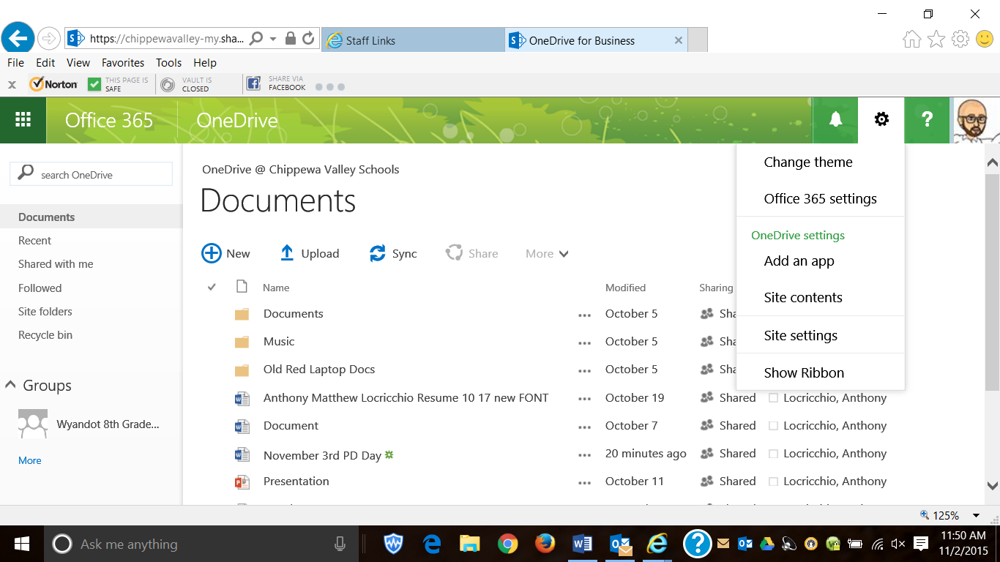 https://chippewavalley-my.sha...
Staff Links
OneDrive for Business
File Edit View Favorites Tools Help
x Norton THIS PAGE IS SAFE VAULT IS CLOSED SHARE VIA FACEBOOK
Office 365 OneDrive ?
search OneDrive
Documents
Recent
Shared with me
Followed
Site folders
Recycle bin
Groups
Wyandot 8th Grade...
More
OneDrive @ Chippewa Valley Schools
Documents
New Upload Sync Share More
Name Modified Sharing
Documents ... October 5 Sha
Music ... October 5 Sha
Old Red Laptop Docs ... October 5 Sha
Anthony Matthew Locricchio Resume 10 17 new FONT ... October 19 Shared Locricchio, Anthony
Document ... October 7 Shared Locricchio, Anthony
November 3rd PD Day ... 20 minutes ago Shared Locricchio, Anthony
Presentation ... October 11 Shared Locricchio, Anthony
Change theme
Office 365 settings
OneDrive settings
Add an app
Site contents
Site settings
Show Ribbon
125%
Ask me anything
11:50 AM
11/2/2015